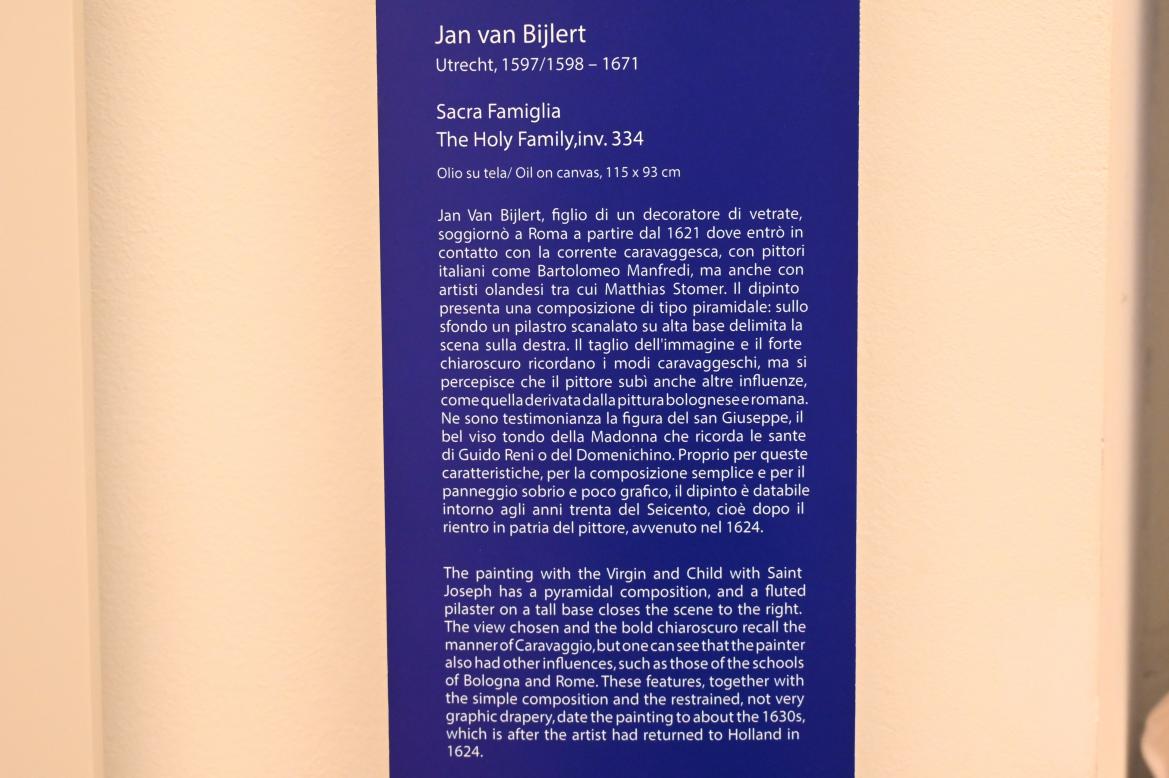 Jan van Bijlert
Utrecht, 1597/1598 – 1671
Sacra Famiglia
The Holy Family,inv. 334
Olio su tela/ Oil on canvas, 115 x 93 cm
Jan Van Bijlert, figlio di un decoratore di vetrate,
soggiornò a Roma a partire dal 1621 dove entrò in
contatto con la corrente caravaggesca, con pittori
italiani come Bartolomeo Manfredi, ma anche con
artisti olandesi tra cui Matthias Stomer. Il dipinto
presenta una composizione di tipo piramidale: sullo
sfondo un pilastro scanalato su alta base delimita la
scena sulla destra. Il taglio dell'immagine e il forte
chiaroscuro ricordano i modi caravaggeschi, ma si
percepisce che il pittore subì anche altre influenze,
come quella derivata dalla pittura bolognese e romana.
Ne sono testimonianza la figura del san Giuseppe, il
bel viso tondo della Madonna che ricorda le sante
di Guido Reni o del Domenichino. Proprio per queste
caratteristiche, per la composizione semplice e per il
panneggio sobrio e poco grafico, il dipinto è databile
intorno agli anni trenta del Seicento, cioè dopo il
rientro in patria del pittore, avvenuto nel 1624.
The painting with the Virgin and Child with Saint
Joseph has a pyramidal composition, and a fluted
pilaster on a tall base closes the scene to the right.
The view chosen and the bold chiaroscuro recall the
manner of Caravaggio, but one can see that the painter
also had other influences, such as those of the schools
of Bologna and Rome. These features, together with
the simple composition and the restrained, not very
graphic drapery, date the painting to about the 1630s,
which is after the artist had returned to Holland in
1624.